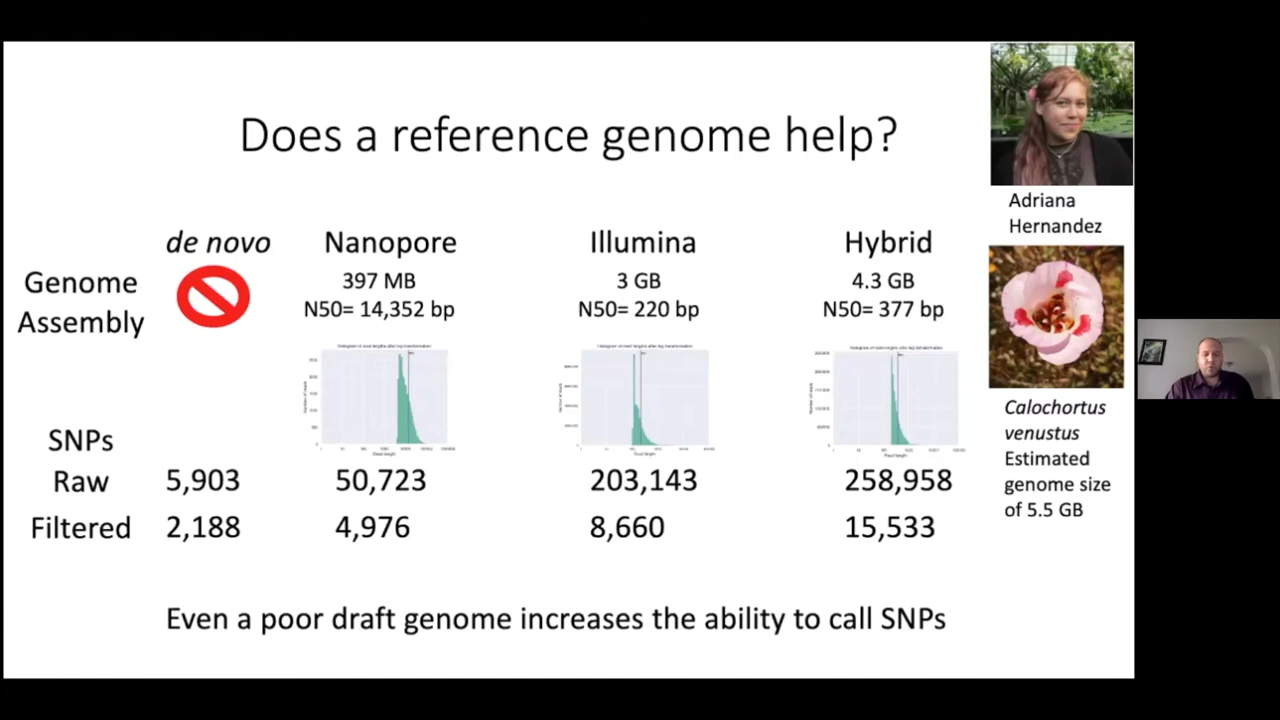 Does a reference genome help?
Adriana
Hernandez
de novo
Nanopore
Illumina
Hybrid
Genome
Assembly
397 MB
N50= 14,352 bp
3 GB
N50= 220 bp
4.3 GB
N50= 377 bp
Calochortus
venustus
Estimated
genome size
of 5.5 GB
SNPs
Raw
5,903
50,723
203,143
258,958
Filtered
2,188
4,976
8,660
15,533
Even a poor draft genome increases the ability to call SNPs